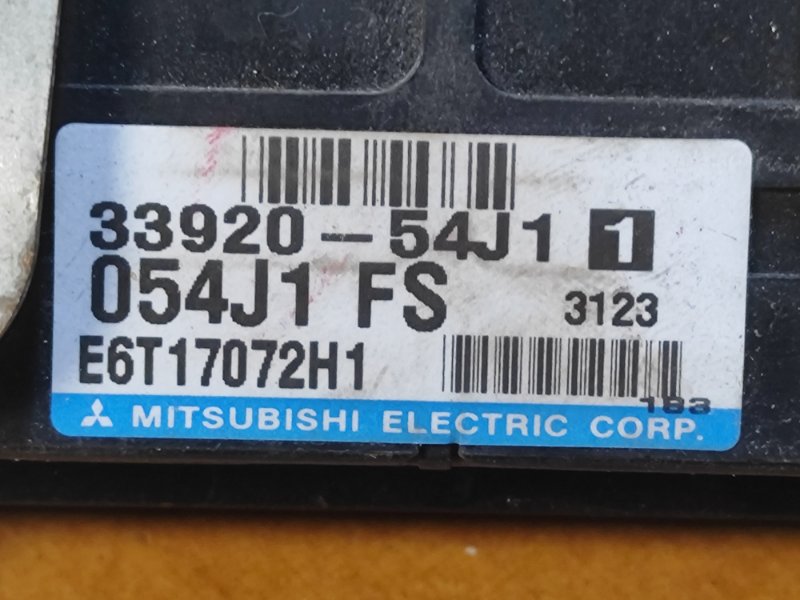 33920-54J1 1
054J1 FS 3123
E6T17072H1
183
MITSUBISHI ELECTRIC CORP.